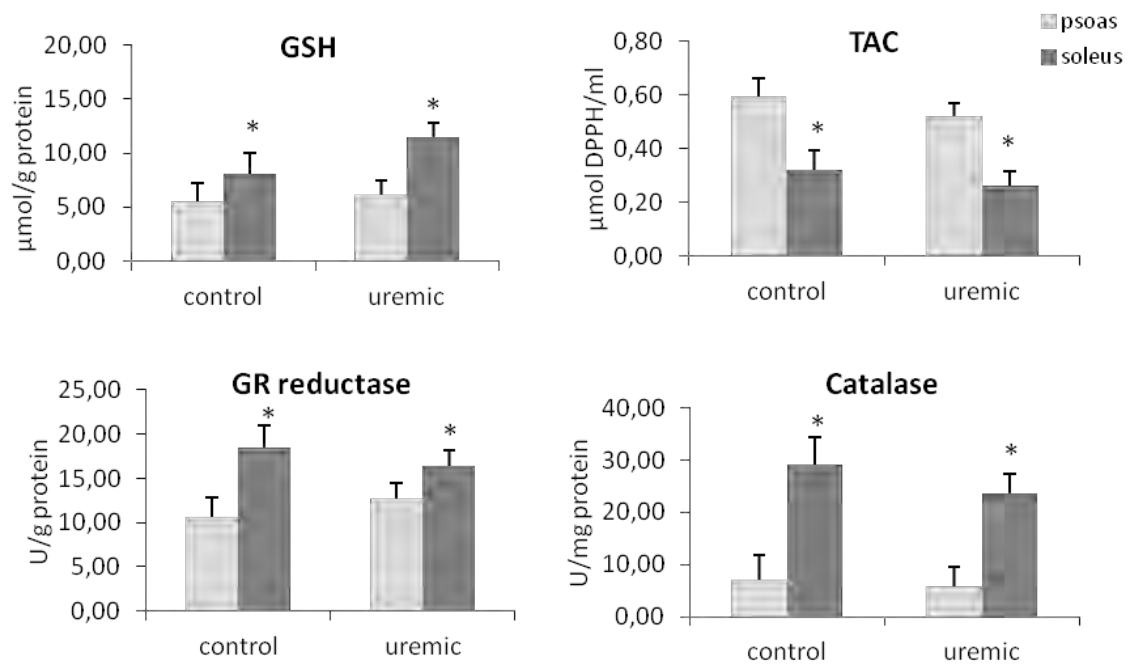 GSH
20,00
15,00
10,00
5,00
0,00
µmol/g protein
*
*
control
uremic
TAC
psoas
soleus
0,80
0,60
0,40
0,20
0,00
µmol DPPH/ml
*
*
control
uremic
GR reductase
25,00
20,00
15,00
10,00
5,00
0,00
U/g protein
*
*
control
uremic
Catalase
40,00
30,00
20,00
10,00
0,00
U/mg protein
*
*
control
uremic